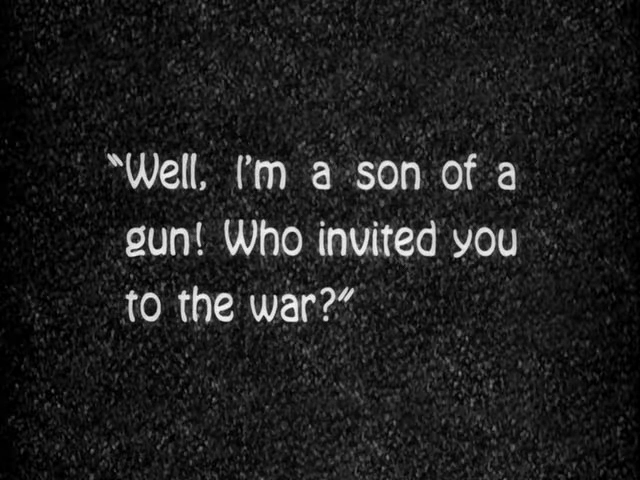 “Well, I'm a son of a
gun! Who invited you
to the war?”